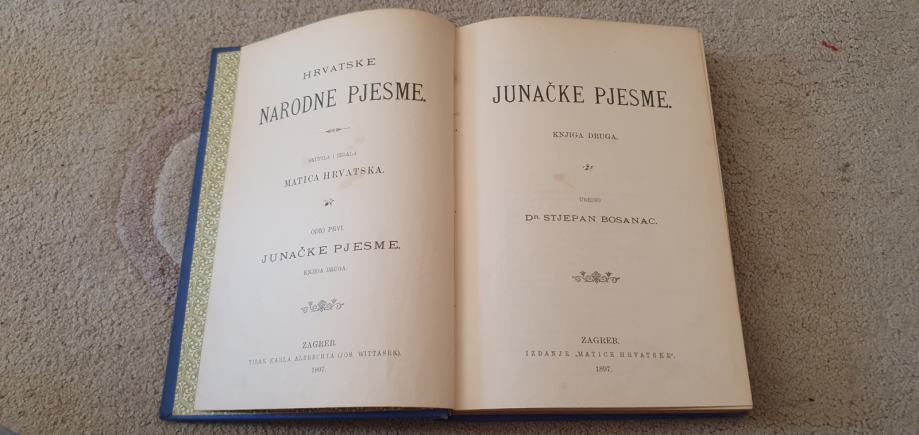 HRVATSKE
NARODNE PJESME.
SKUPILA I IZDALA
MATICA HRVATSKA.
ODIO PRVI.
JUNAČKE PJESME.
KNJIGA DRUGA.
ZAGREB.
TISAK KARLA ALBRECHTA (JOS. WITTASEK).
1897.
JUNAČKE PJESME.
KNJIGA DRUGA.
UREDIO
DR. STJEPAN BOSANAC.
ZAGREB.
IZDANJE „MATICE HRVATSKE“.
1897.